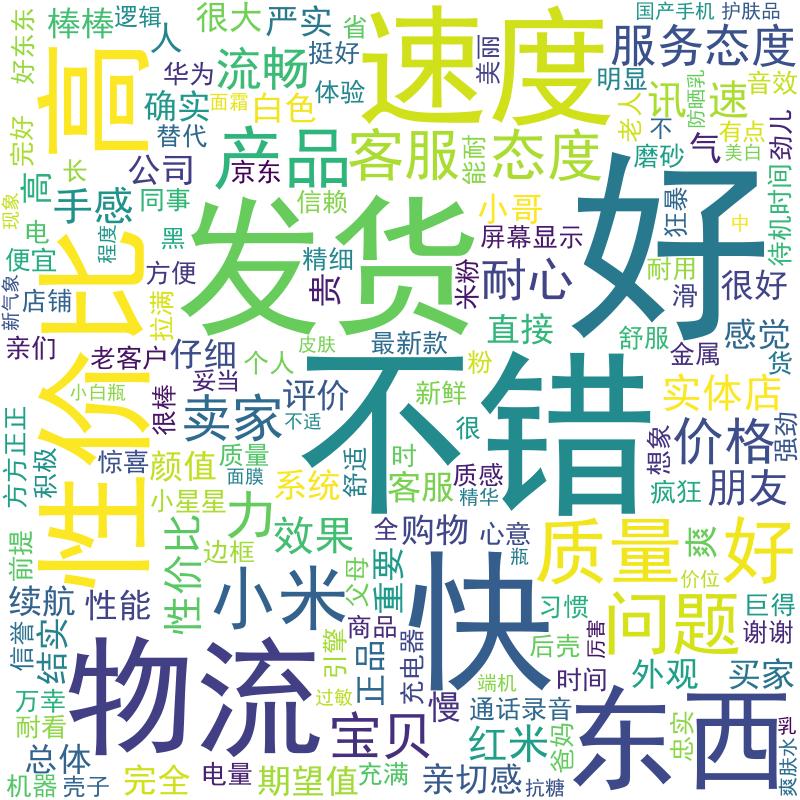 棒棒
逻辑
很大
严实
省
速度
美丽
国产手机
护肤品
服务态度
好东东
人
华为
流畅
挺好
体验
明显
音效
高
确实
面霜
白色
替代
讯
速
防晒乳
老人
不
有点
劲儿
完好
公司
京东
产品
客服
态度
能耐
磨砂
气
美白
长
高
手感
同事
信赖
小哥
狂暴
待机时间
现象
电
程度
黑
发货
好
中
便宜
方便
精细
贵
屏幕显示
米粉
耐心
耐用
滑
很好
新气象
店铺
拉满
直接
舒服
感觉
亲们
性价比
老客户
仔细
个人
皮肤
最新款
粉
金属
货
小白瓶
妥当
评价
新鲜
不错
实体店
方方正正
积极
很棒
卖家
不适
很
想象
价格
强劲
惊喜
颜值
质量
面膜
舒适
时
客服
质感
精华
疯狂
朋友
小星星
力
系统
前提
性价比
边框
效果
全
购物
心意
瓶
质量
爽
好
价位
续航
性能
小米
父母
重要
快
习惯
问题
巨得
信誉
结实
物流
引擎
商品
正品
充电器
后壳
厉害
谢谢
万幸
耐看
过敏
宝贝
慢
端机
时间
外观
买家
东西
总体
通话录音
红米
爸妈
忠实
乳
机器
壳子
完全
电量
期望值
充满
亲切感
抗糖
爽肤水